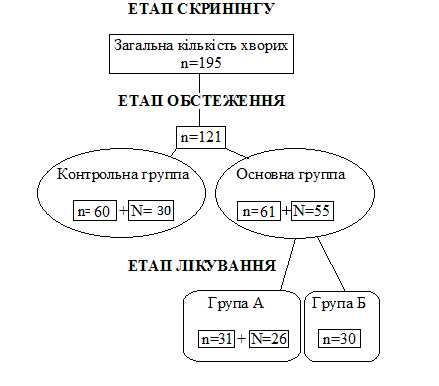 ЕТАП СКРИНІНГУ
Загальна кількість хворих
n=195
ЕТАП ОБСТЕЖЕННЯ
n=121
Контрольна группа
n= 60 + N= 30
Основна группа
n=61 + N=55
ЕТАП ЛІКУВАННЯ
Група А
n=31 + N=26
Група Б
n=30